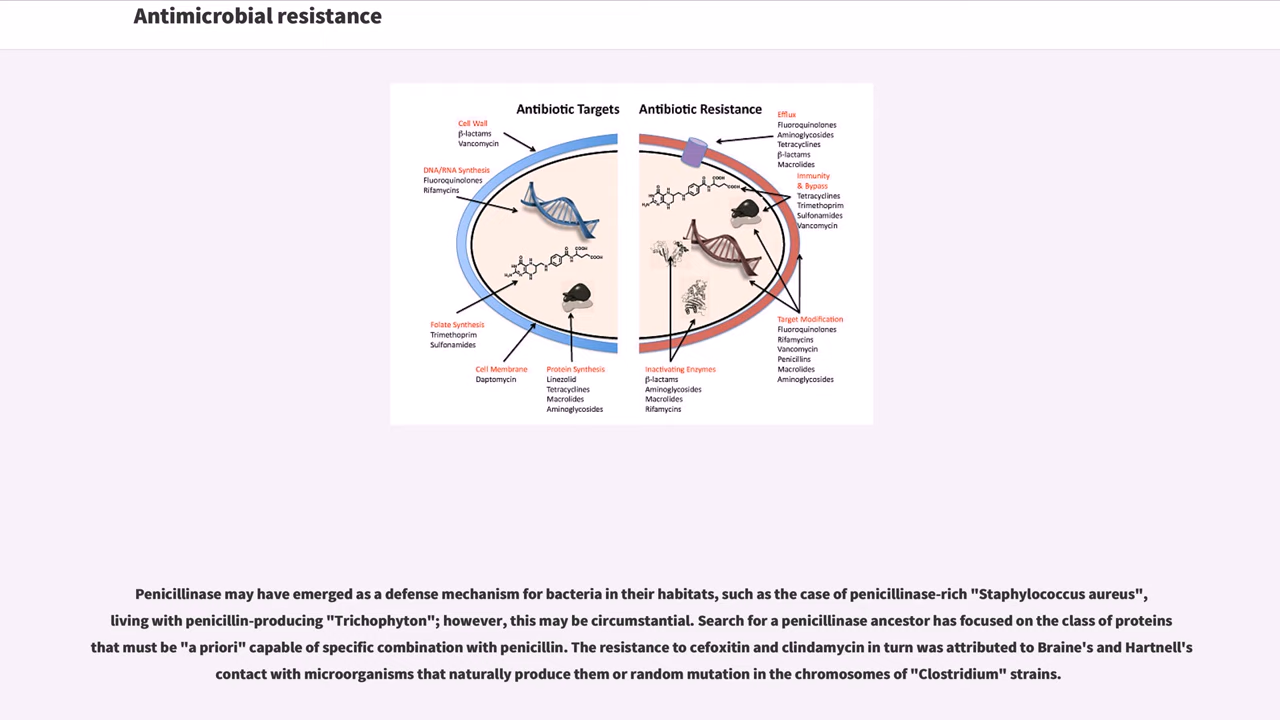 Antimicrobial resistance
Antibiotic Targets
Antibiotic Resistance
Cell Wall
β-lactams
Vancomycin
DNA/RNA Synthesis
Fluoroquinolones
Rifamycins
Folate Synthesis
Trimethoprim
Sulfonamides
Cell Membrane
Daptomycin
Protein Synthesis
Linezolid
Tetracyclines
Macrolides
Aminoglycosides
Efflux
Fluoroquinolones
Aminoglycosides
Tetracyclines
β-lactams
Macrolides
Immunity
& Bypass
Tetracyclines
Trimethoprim
Sulfonamides
Vancomycin
Target Modification
Fluoroquinolones
Rifamycins
Vancomycin
Penicillins
Macrolides
Aminoglycosides
Inactivating Enzymes
β-lactams
Aminoglycosides
Macrolides
Rifamycins
COOH
COOH
COOH
COOH
Penicillinase may have emerged as a defense mechanism for bacteria in their habitats, such as the case of penicillinase-rich "Staphylococcus aureus",
living with penicillin-producing "Trichophyton"; however, this may be circumstantial. Search for a penicillinase ancestor has focused on the class of proteins
that must be "a priori" capable of specific combination with penicillin. The resistance to cefoxitin and clindamycin in turn was attributed to Braine's and Hartnell's
contact with microorganisms that naturally produce them or random mutation in the chromosomes of "Clostridium" strains.